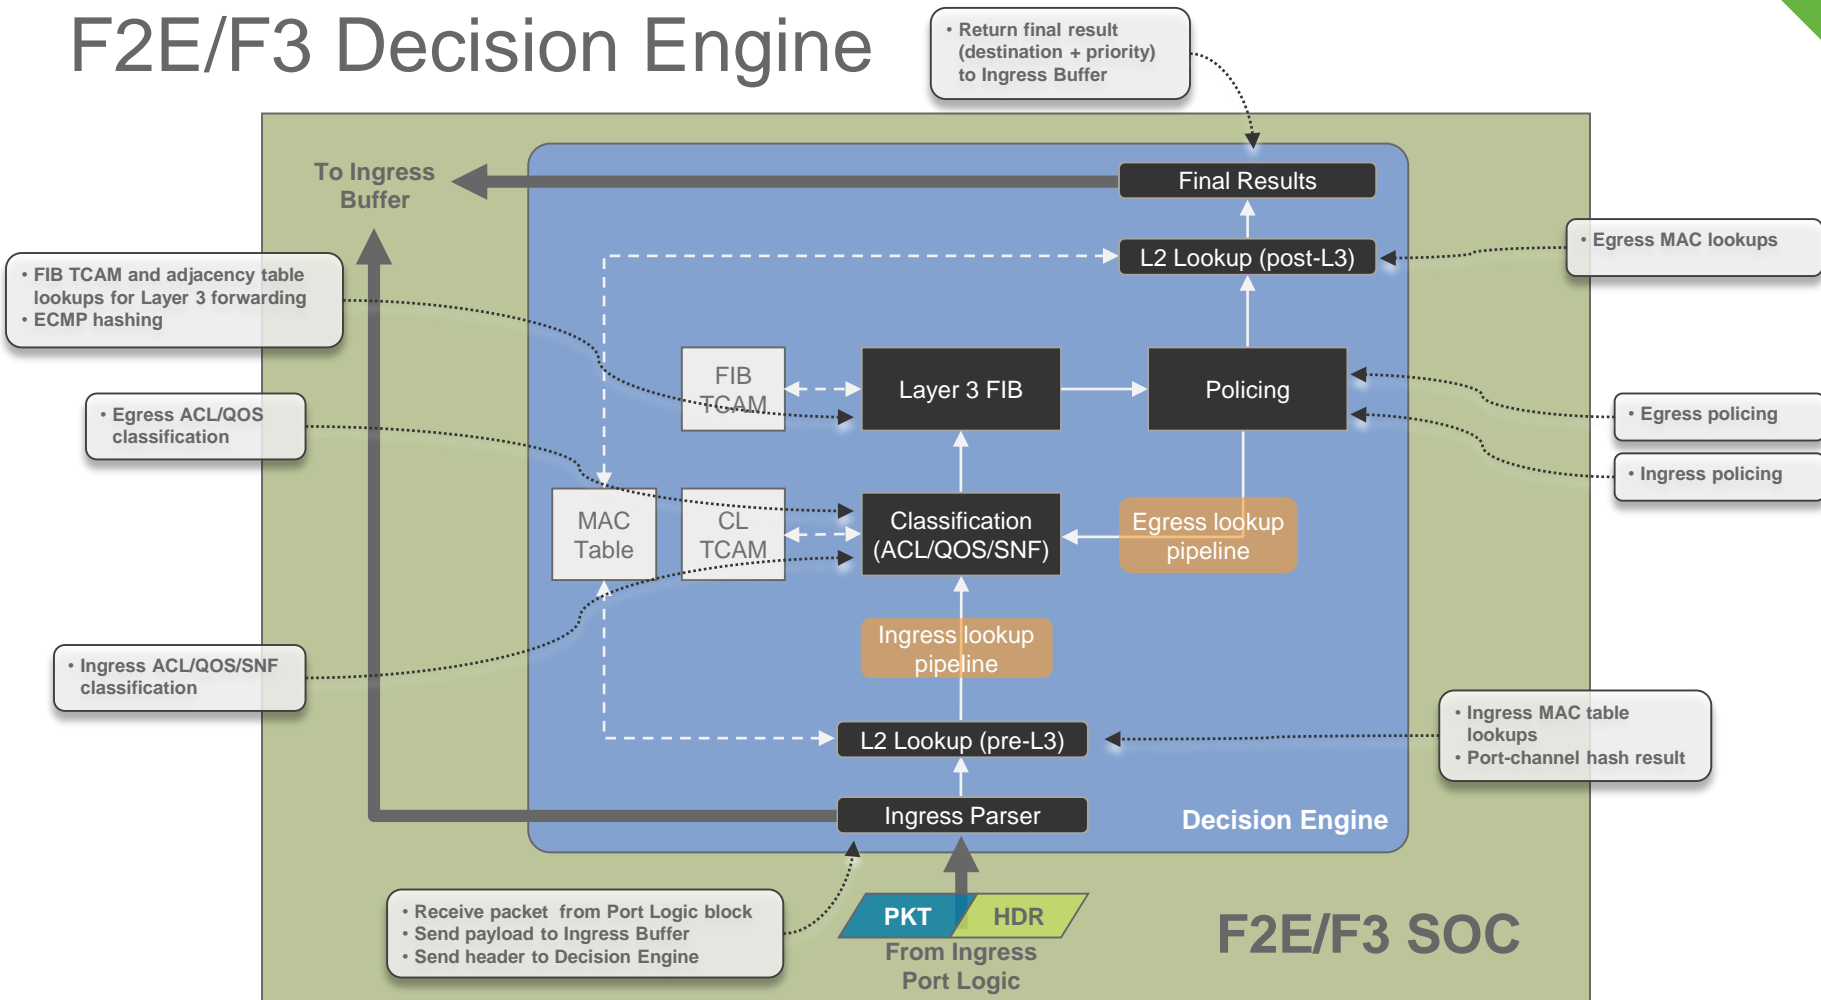 F2E/F3 Decision Engine
• Return final result
(destination + priority)
to Ingress Buffer
To Ingress
Buffer
Final Results
• Egress MAC lookups
L2 Lookup (post-L3)
• FIB TCAM and adjacency table
lookups for Layer 3 forwarding
• ECMP hashing
FIB
TCAM
Layer 3 FIB
Policing
• Egress ACL/QOS
classification
• Egress policing
• Ingress policing
MAC
Table
CL
TCAM
Classification
(ACL/QOS/SNF)
Egress lookup
pipeline
Ingress lookup
pipeline
• Ingress ACL/QOS/SNF
classification
• Ingress MAC table
lookups
• Port-channel hash result
L2 Lookup (pre-L3)
Ingress Parser
Decision Engine
• Receive packet from Port Logic block
• Send payload to Ingress Buffer
• Send header to Decision Engine
PKT
HDR
From Ingress
Port Logic
F2E/F3 SOC